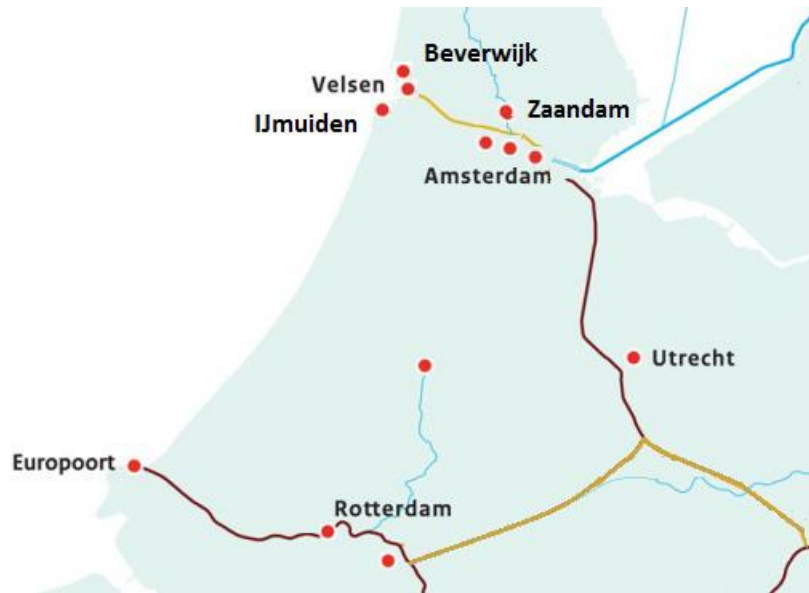 Beverwijk
Velsen
IJmuiden
Zaandam
Amsterdam
Utrecht
Europoort
Rotterdam